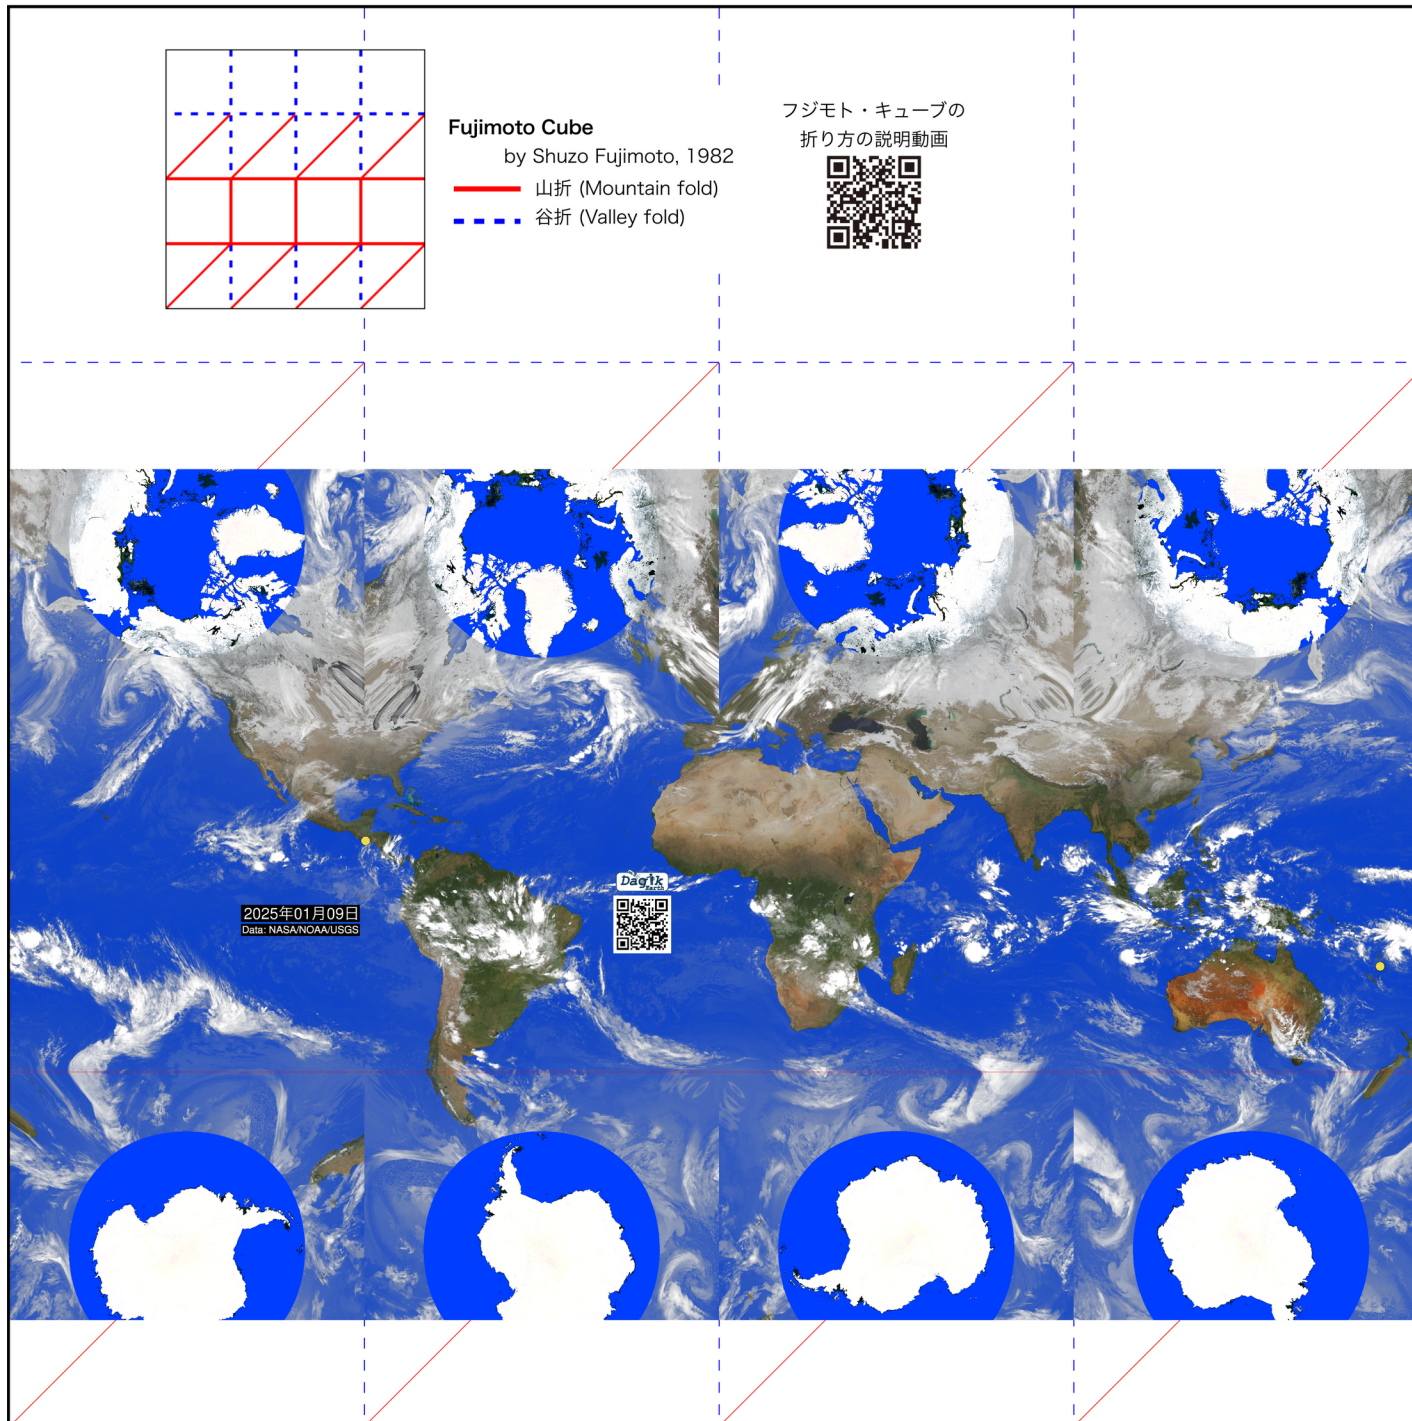 Fujimoto Cube
by Shuzo Fujimoto, 1982
山折 (Mountain fold)
谷折 (Valley fold)
フジモト・キューブの
折り方の説明動画
Dagik
Earth
2025年01月09日
Data: NASA/NOAA/USGS